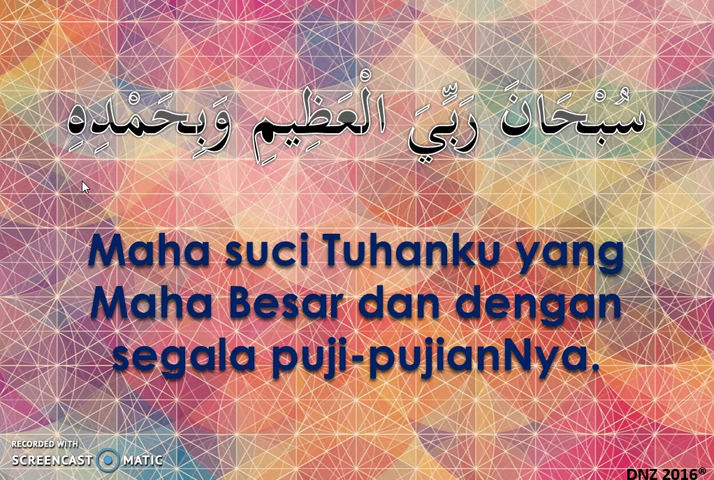 سُبْحَانَ رَبِّيَ الْعَظِيمِ وَبِحَمْدِهِ
Maha suci Tuhanku yang
Maha Besar dan dengan
segala puji-pujianNya.
RECORDED WITH
SCREENCAST MATIC
DNZ 2016®